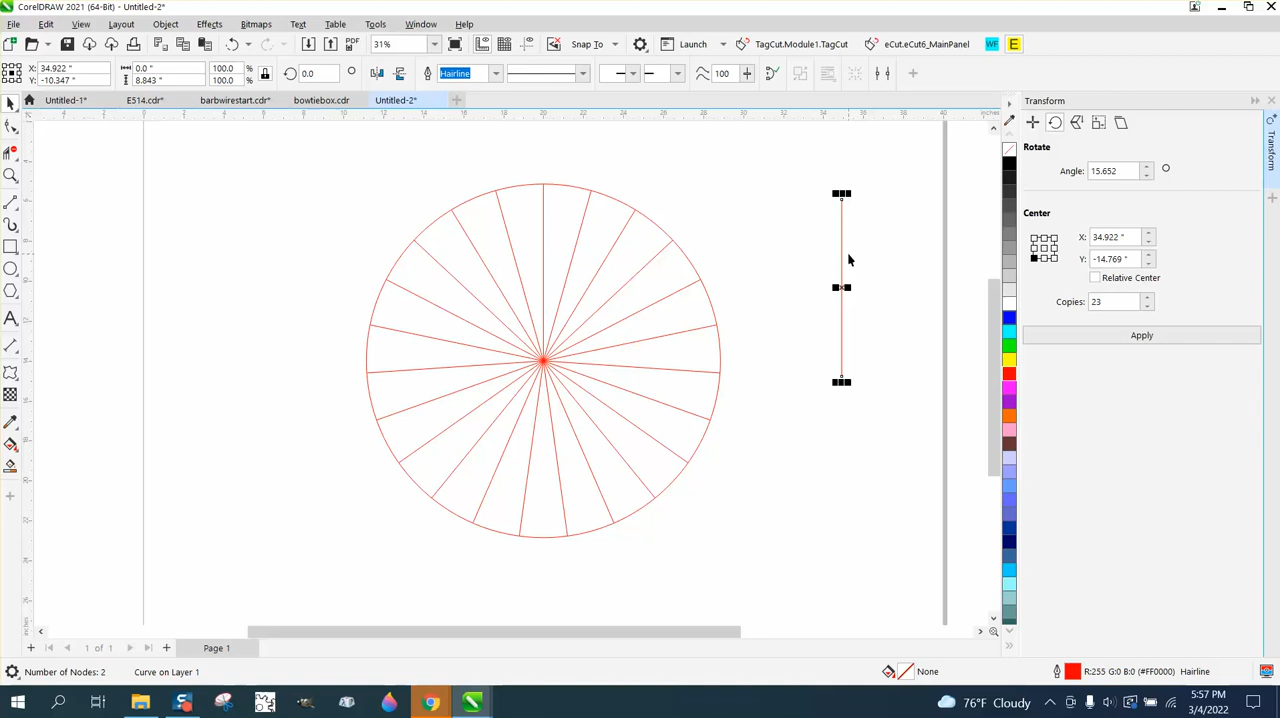 CorelDRAW 2021 (64-Bit) - Untitled-2*
File Edit View Layout Object Effects Bitmaps Text Table Tools Window Help
PDF 31% Snap To Launch TagCut.Module1.TagCut eCut.eCut6_MainPanel WF E
X: 34.922 " 0.0 " 100.0 % 0.0 Hairline 100
Y: -10.347 " 8.843 " 100.0 %
Untitled-1* E514.cdr* barbwirestart.cdr* bowtiebox.cdr Untitled-2*
inches
Transform
Rotate
Angle: 15.652
Center
X: 34.922 "
Y: -14.769 "
Relative Center
Copies: 23
Apply
Transform
1 of 1 Page 1
Number of Nodes: 2 Curve on Layer 1 None R:255 G:0 B:0 (#FF0000) Hairline
76°F Cloudy 5:57 PM
3/4/2022